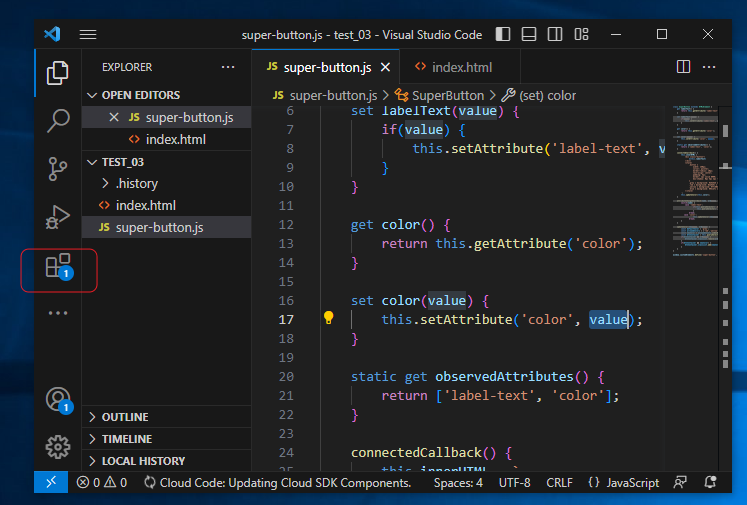 super-button.js - test_03 - Visual Studio Code
EXPLORER
OPEN EDITORS
super-button.js
index.html
TEST_03
.history
index.html
JS super-button.js
1
1
OUTLINE
TIMELINE
LOCAL HISTORY
JS super-button.js
index.html
JS super-button.js > SuperButton > (set) color
6 set labelText(value) {
7 if(value) {
8 this.setAttribute('label-text', v
9 }
10 }
11
12 get color() {
13 return this.getAttribute('color');
14 }
15
16 set color(value) {
17 this.setAttribute('color', value);
18 }
19
20 static get observedAttributes() {
21 return ['label-text', 'color'];
22 }
23
24 connectedCallback() {
25 this.innerHTML = `
0 0 Cloud Code: Updating Cloud SDK Components. Spaces: 4 UTF-8 CRLF {} JavaScript